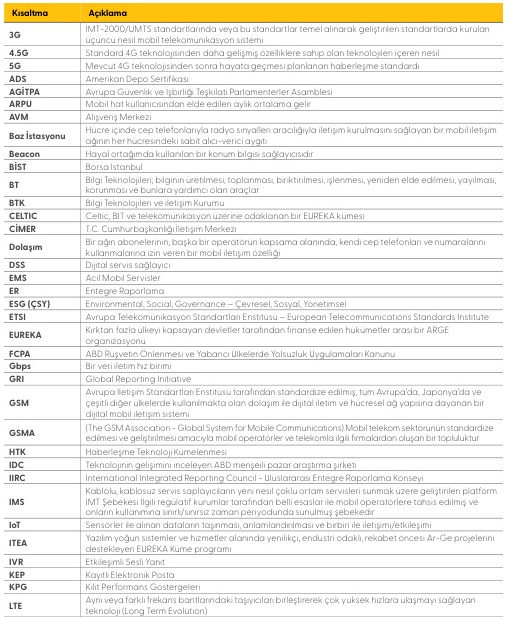 Kısaltma Açıklama
3G IMT-2000/UMTS standartlarında veya bu standartlar temel alınarak geliştirilen standartlarda kurulan
üçüncü nesil mobil telekomünikasyon sistemi
4.5G Standard 4G teknolojisinden daha gelişmiş özelliklere sahip olan teknolojileri içeren nesil
5G Mevcut 4G teknolojisinden sonra hayata geçmesi planlanan haberleşme standardı
ADS Amerikan Depo Sertifikası
AGİTPA Avrupa Güvenlik ve İşbirliği Teşkilatı Parlamenterler Asamblesi
ARPU Mobil hat kullanıcısından elde edilen aylık ortalama gelir
AVM Alışveriş Merkezi
Baz İstasyonu Hücre içinde cep telefonlarıyla radyo sinyalleri aracılığıyla iletişim kurulmasını sağlayan bir mobil iletişim
ağının her hücresindeki sabit alıcı-verici aygıtı
Beacon Hayal ortağımda kullanılan bir konum bilgisi sağlayıcısıdır
BİST Borsa İstanbul
BT Bilgi Teknolojileri; bilginin üretilmesi, toplanması, biriktirilmesi, işlenmesi, yeniden elde edilmesi, yayılması,
korunması ve bunlara yardımcı olan araçlar
BTK Bilgi Teknolojileri ve iletişim Kurumu
CELTIC Celtic, BIT ve telekomünikasyon üzerine odaklanan bir EUREKA kümesi
CİMER T.C. Cumhurbaşkanlığı İletişim Merkezi
Dolaşım Bir ağın abonelerinin, başka bir operatörün kapsama alanında, kendi cep telefonları ve numaralarını
kullanmalarına izin veren bir mobil iletişim özelliği
DSS Dijital servis sağlayıcı
EMS Acil Mobil Servisler
ER Entegre Raporlama
ESG (ÇSY) Environmental, Social, Governance – Çevresel, Sosyal, Yönetimsel
ETSI Avrupa Telekomünikasyon Standartları Enstitüsü – European Telecommunications Standards Institute
EUREKA Kırktan fazla ülkeyi kapsayan devletler tarafından finanse edilen hükümetler arası bir ARGE
organizasyonu
FCPA ABD Rüşvetin Önlenmesi ve Yabancı Ülkelerde Yolsuzluk Uygulamaları Kanunu
Gbps Bir veri iletim hız birimi
GRI Global Reporting Initiative
GSM Avrupa İletişim Standartları Enstitüsü tarafından standardize edilmiş, tüm Avrupa'da, Japonya'da ve
çeşitli diğer ülkelerde kullanılmakta olan dolaşım ile dijital iletim ve hücresel ağ yapısına dayanan bir
dijital mobil iletişim sistemi
GSMA (The GSM Association - Global System for Mobile Communications) Mobil telekom sektörünün standardize
edilmesi ve geliştirilmesi amacıyla mobil operatörler ve telekomla ilgili firmalardan oluşan bir topluluktur
HTK Haberleşme Teknoloji Kümelenmesi
IDC Teknolojinin gelişimini inceleyen ABD menşeili pazar araştırma şirketi
IIRC International Integrated Reporting Council - Uluslararası Entegre Raporlama Konseyi
IMS Kablolu, kablosuz servis saplayıcıların yeni nesil çoklu ortam servisleri sunmak üzere geliştirilen platform
IMT Şebekesi İlgili regülatif kurumlar tarafından belli esaslar ile mobil operatörlere tahsis edilmiş ve
onların kullanımına sınırlı/sınırsız zaman periyodunda sunulmuş şebekedir
IoT Sensörler ile alınan dataların taşınması, anlamlandırılması ve birbiri ile iletişimi/etkileşimi
ITEA Yazılım yoğun sistemler ve hizmetler alanında yenilikçi, endüstri odaklı, rekabet öncesi Ar-Ge projelerini
destekleyen EUREKA Küme programı
IVR Etkileşimli Sesli Yanıt
KEP Kayıtlı Elektronik Posta
KPG Kilit Performans Göstergeleri
LTE Aynı veya farklı frekans bantlarındaki taşıyıcıları birleştirerek çok yüksek hızlara ulaşmayı sağlayan
teknoloji (Long Term Evolution)